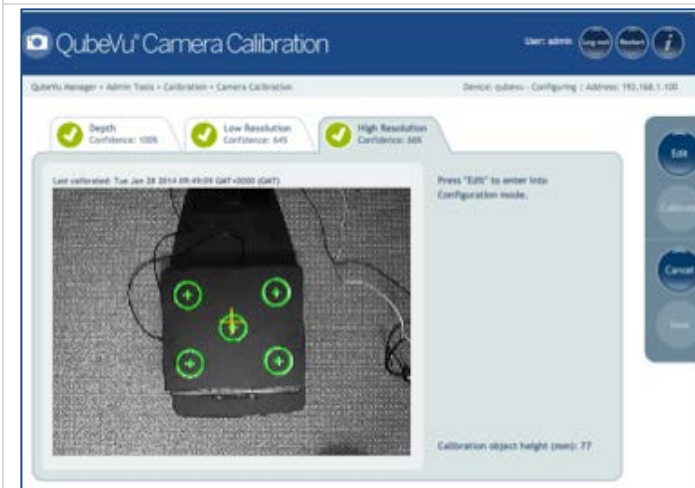 QubeVu® Camera Calibration
User: admin
Log out
Restart
i
QubeVu Manager • Admin Tools • Calibration • Camera Calibration
Device: qubevu - Configuring | Address: 192.168.1.100
Depth
Confidence: 100%
Low Resolution
Confidence: 64%
High Resolution
Edit
Last calibrated: Tue Jan 28 2014 09:49:09 GMT+0000 (GMT)
Press "Edit" to enter into
Configuration mode.
Cancel
Save
Calibration object height (mm): 77